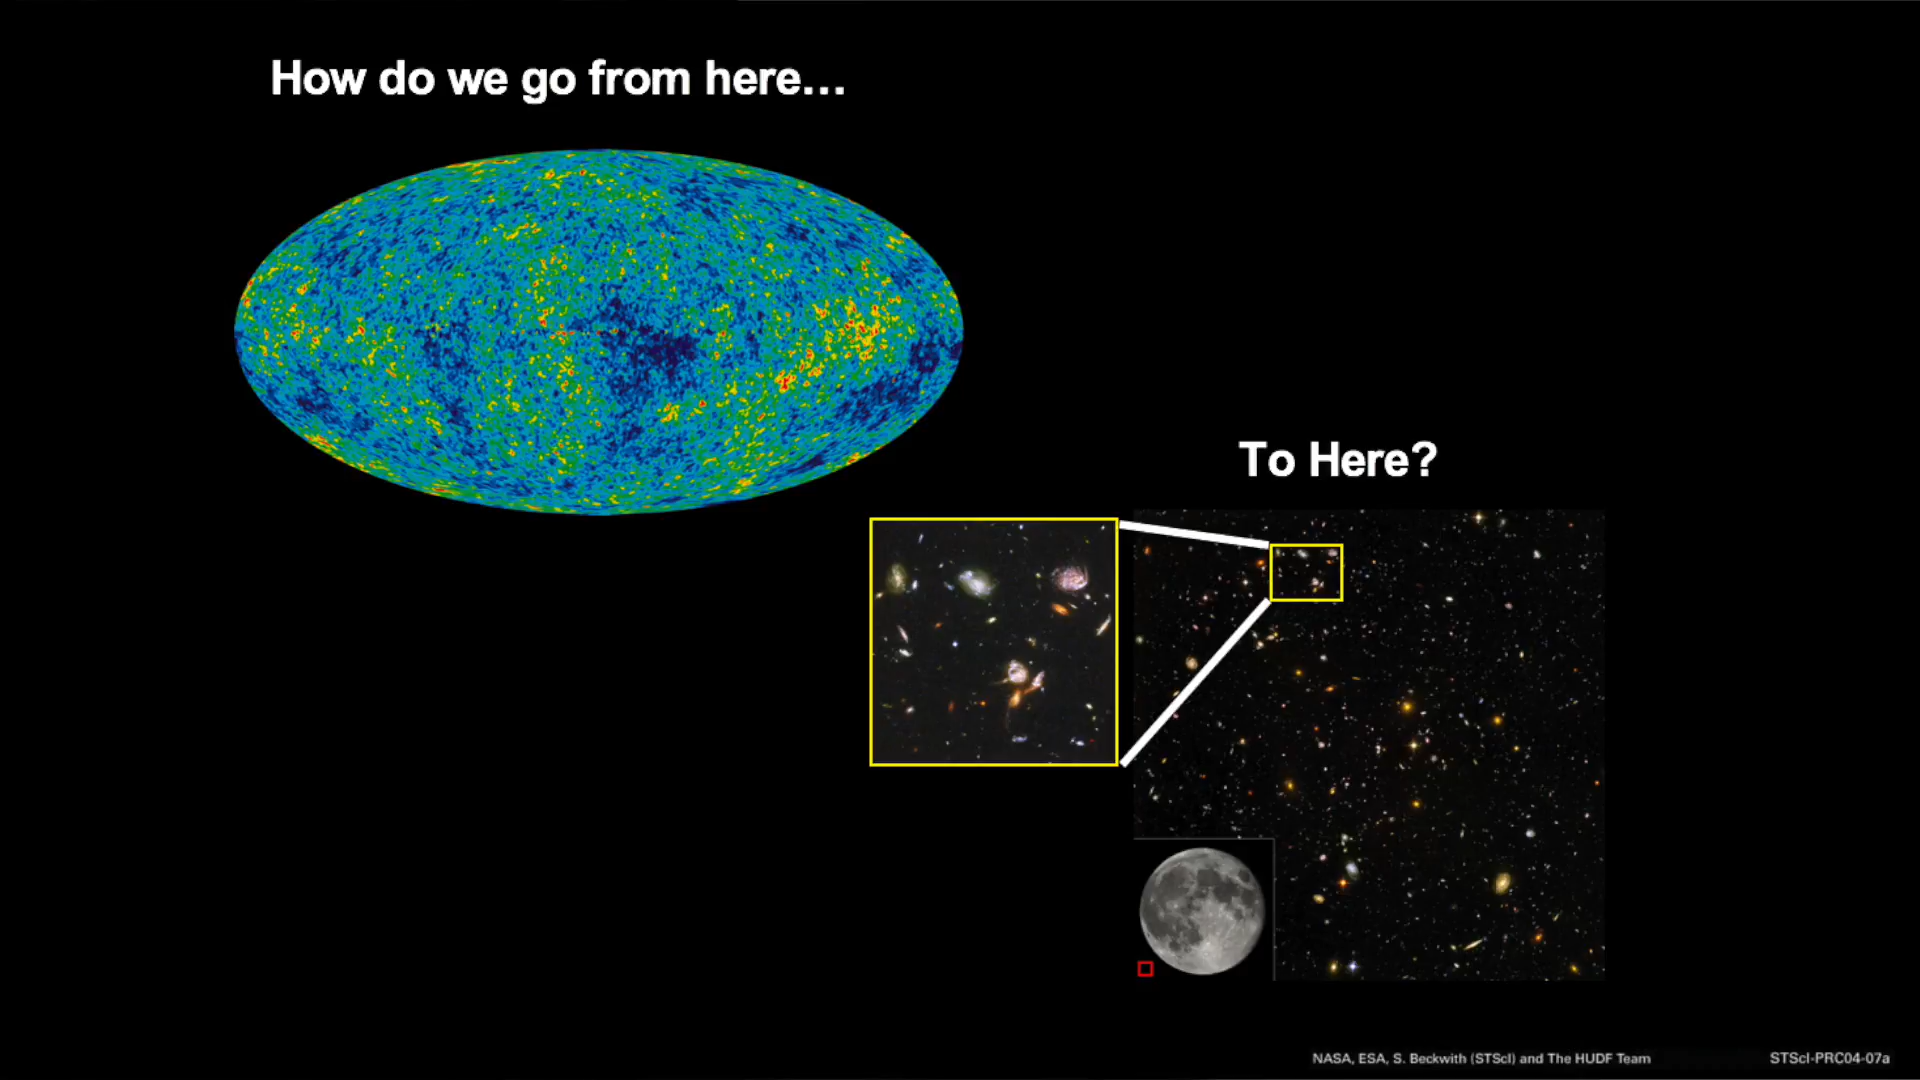 How do we go from here...
To Here?
NASA, ESA, S. Beckwith (STScI) and The HUDF Team
STScI-PRC04-07a